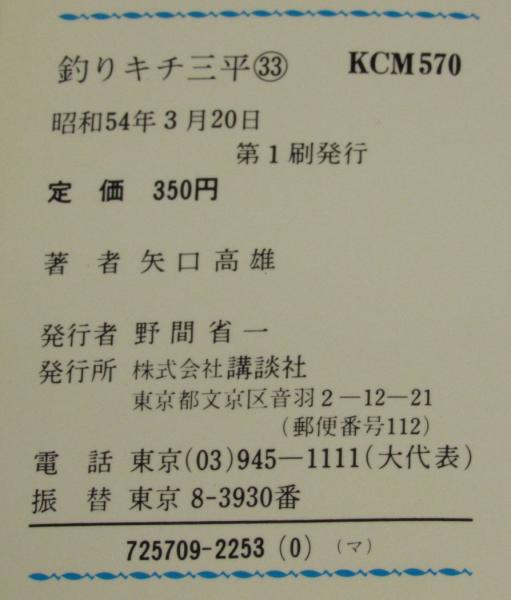 釣りキチ三平㉝ KCM570
昭和54年3月20日
第1刷発行
定価 350円
著者 矢口高雄
発行者 野間省一
発行所 株式会社講談社
東京都文京区音羽2―12―21
(郵便番号112)
電話 東京(03)945―1111(大代表)
振替 東京 8-3930番
725709-2253 (0) (マ)